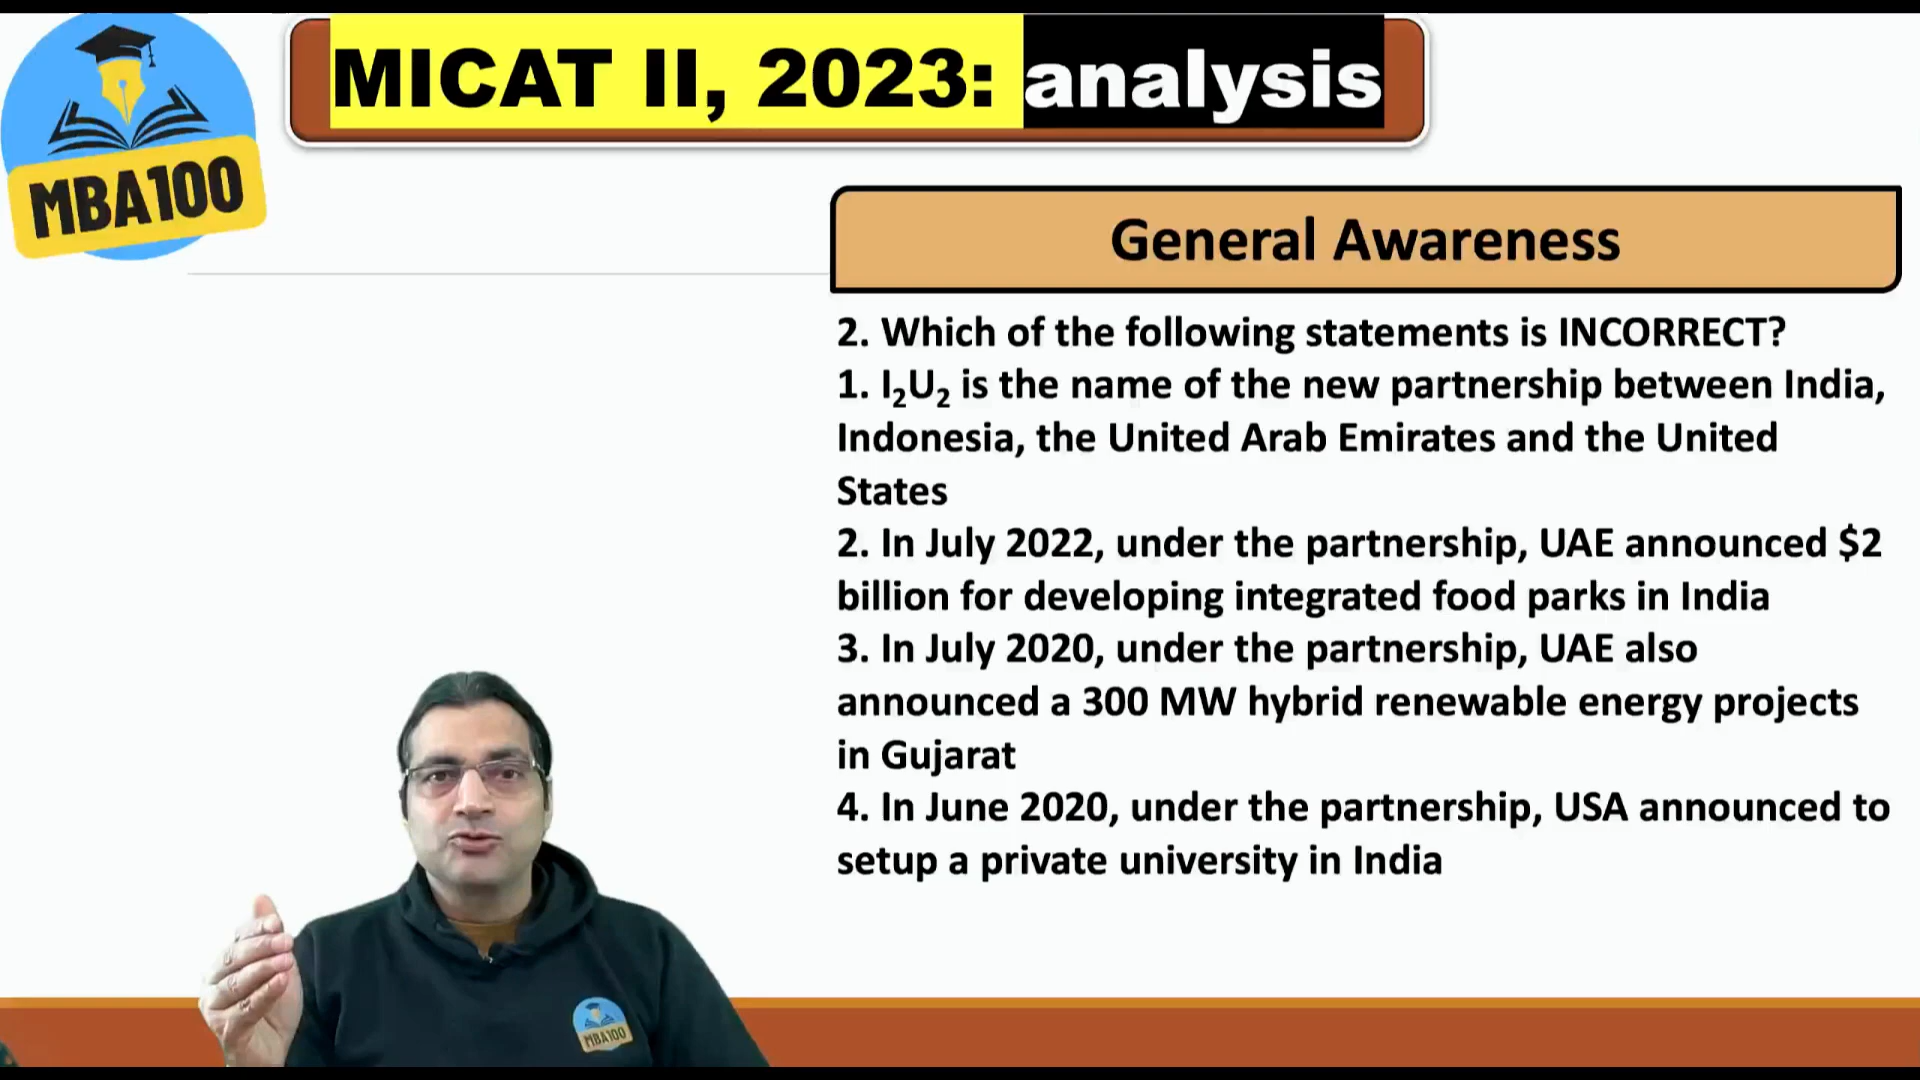 MICAT II, 2023: analysis
MBA100
General Awareness
2. Which of the following statements is INCORRECT?
1. I₂U₂ is the name of the new partnership between India,
Indonesia, the United Arab Emirates and the United
States
2. In July 2022, under the partnership, UAE announced $2
billion for developing integrated food parks in India
3. In July 2020, under the partnership, UAE also
announced a 300 MW hybrid renewable energy projects
in Gujarat
4. In June 2020, under the partnership, USA announced to
setup a private university in India
MBA100